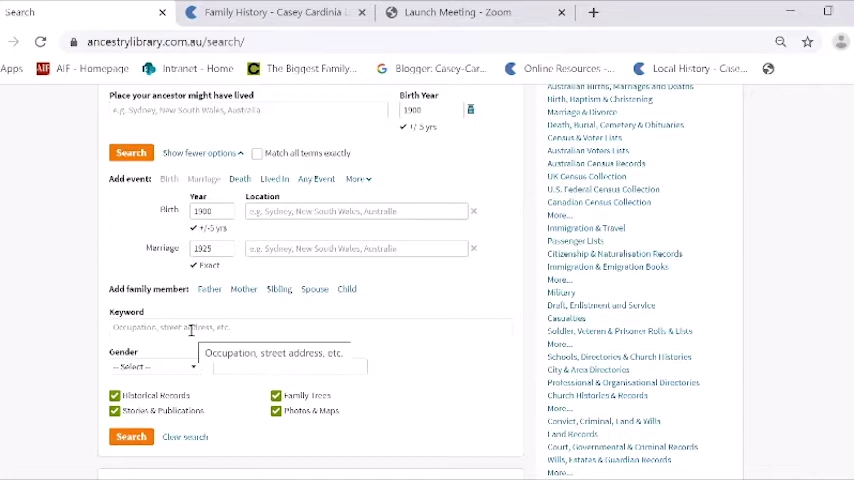 Search
Family History - Casey Cardinia L
Launch Meeting - Zoom
ancestrylibrary.com.au/search/
Apps
AIF - Homepage
Intranet - Home
The Biggest Family...
Blogger: Casey-Car...
Online Resources -...
Local History - Case...
Place your ancestor might have lived
Birth Year
e.g. Sydney, New South Wales, Australia
1900
+/-5 yrs
Search
Show fewer options
Match all terms exactly
Add event: Birth Marriage Death Lived In Any Event More
Year
Location
Birth
1900
e.g. Sydney, New South Wales, Australia
+/-5 yrs
Marriage
1925
e.g. Sydney, New South Wales, Australia
Exact
Add family member: Father Mother Sibling Spouse Child
Keyword
Occupation, street address, etc.
Gender
Occupation, street address, etc.
-- Select --
Historical Records
Family Trees
Stories & Publications
Photos & Maps
Search
Clear search
Australian Births, Marriages and Deaths
Birth, Baptism & Christening
Marriage & Divorce
Death, Burial, Cemetery & Obituaries
Census & Voter Lists
Australian Voters Lists
Australian Census Records
UK Census Collection
U.S. Federal Census Collection
Canadian Census Collection
More...
Immigration & Travel
Passenger Lists
Citizenship & Naturalisation Records
Immigration & Emigration Books
More...
Military
Draft, Enlistment and Service
Casualties
Soldier, Veteran & Prisoner Rolls & Lists
More...
Schools, Directories & Church Histories
City & Area Directories
Professional & Organisational Directories
Church Histories & Records
More...
Convict, Criminal, Land & Wills
Land Records
Court, Governmental & Criminal Records
Wills, Estates & Guardian Records
More...